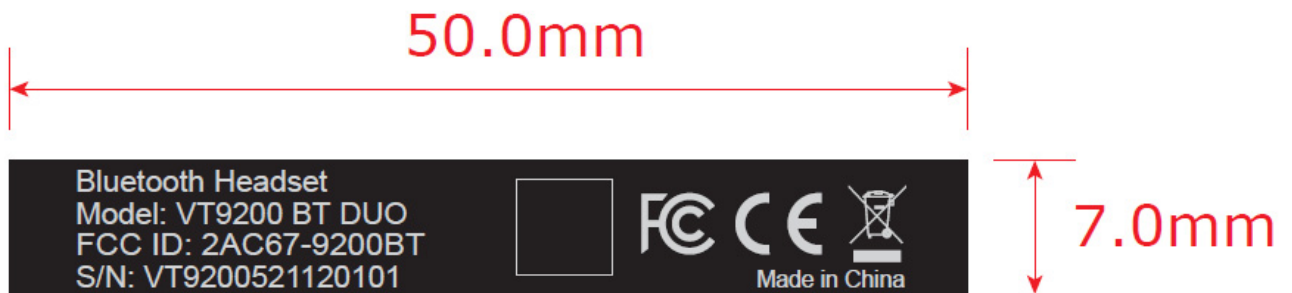 50.0mm
Bluetooth Headset
Model: VT9200 BT DUO
FCC ID: 2AC67-9200BT
S/N: VT9200521120101
FC CE
Made in China
7.0mm